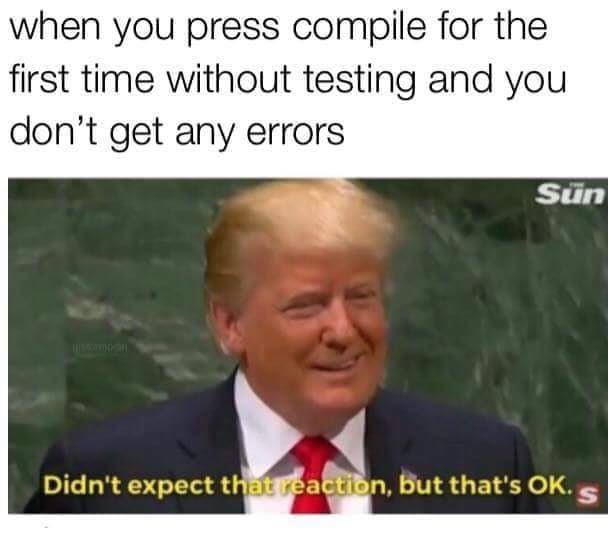 when you press compile for the
first time without testing and you
don't get any errors
THE
Sun
Didn't expect that reaction, but that's OK.
S